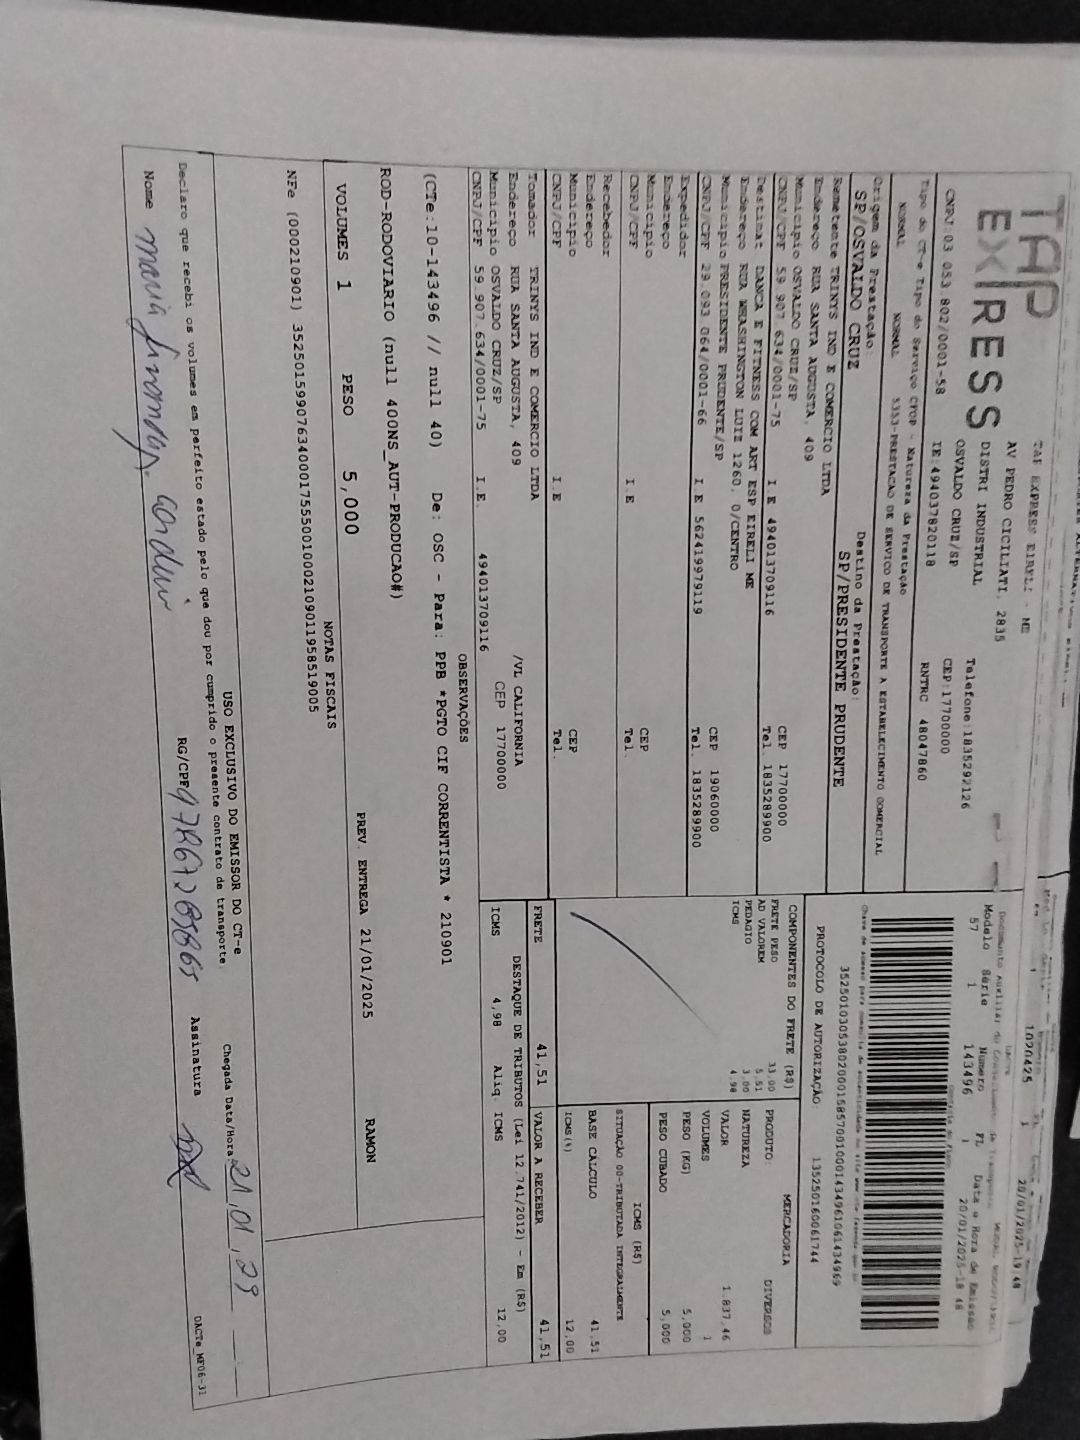 TAP
EXPRESS
TAP EXPRESS EIRELI - ME
AV PEDRO CICILIATI, 2835
DISTRI INDUSTRIAL
OSVALDO CRUZ/SP
Telefone:1835292126
CEP:17700000
CNPJ:03 053 802/0001-58
IE:494037820118
RNTRC 48047860
1020425
20/01/2025-19:48
Modelo Série Numero FL Data e Hora de Emissao
57 1 143496 1 20/01/2025-18 48
Tipo do CT-e Tipo do Serviço CFOP - Natureza da Prestação
NORMAL NORMAL 5353-PRESTACAO DE SERVICO DE TRANSPORTE A ESTABELECIMENTO COMERCIAL
Origem da Prestação:
SP/OSVALDO CRUZ
Destino da Prestação:
SP/PRESIDENTE PRUDENTE
PROTOCOLO DE AUTORIZAÇÃO: 135250160061744
Remetente TRINYS IND E COMERCIO LTDA
Endereço RUA SANTA AUGUSTA, 409
Municipio OSVALDO CRUZ/SP CEP 17700000
CNPJ/CPF 59 907 634/0001-75 I.E 494013709116 Tel. 1835289900
Destinat DANCA E FITNESS COM ART ESP EIRELI ME
Endereço RUA WHASHINGTON LUIZ 1260, 0/CENTRO
Municipio PRESIDENTE PRUDENTE/SP CEP 19060000
CNPJ/CPF 29.093 064/0001-66 I.E 562419979119 Tel. 1835289900
Expedidor
Endereço
Municipio CEP
CNPJ/CPF I.E Tel.
Recebedor
Endereço
Municipio CEP
CNPJ/CPF I.E Tel.
Tomador TRINYS IND E COMERCIO LTDA
Endereço RUA SANTA AUGUSTA, 409 /VL CALIFORNIA
Municipio OSVALDO CRUZ/SP CEP 17700000
CNPJ/CPF 59.907.634/0001-75 I.E. 494013709116
COMPONENTES DO FRETE (R$)
FRETE PESO 33,00
AD VALOREM 5,51
PEDAGIO 3,00
ICMS 4,98
MERCADORIA
PRODUTO: DIVERSOS
NATUREZA
VALOR 1.837,46
VOLUMES 1
PESO (KG) 5,000
PESO CUBADO 5,000
ICMS (R$)
SITUAÇÃO 00-TRIBUTADA INTEGRALMENTE
BASE CALCULO 41,51
ICMS(%) 12,00
FRETE 41,51 VALOR A RECEBER 41,51
DESTAQUE DE TRIBUTOS (Lei 12.741/2012) - Em (R$)
ICMS 4,98 Aliq. ICMS 12,00
OBSERVAÇÕES
(CTe:10-143496 // null 40) De: OSC - Para: PPB *PGTO CIF CORRENTISTA * 210901
ROD-RODOVIARIO (null 400NS_AUT-PRODUCAO#)
VOLUMES 1 PESO 5,000 PREV. ENTREGA 21/01/2025 RAMON
NOTAS FISCAIS
NFe (000210901) 35250159907634000175550010002109011958519005
USO EXCLUSIVO DO EMISSOR DO CT-e
Declaro que recebi os volumes em perfeito estado pelo que dou por cumprido o presente contrato de transporte.
Chegada Data/Hora 21,01,25
Nome maria
RG/CPF
Assinatura
DACTe_MF06-31